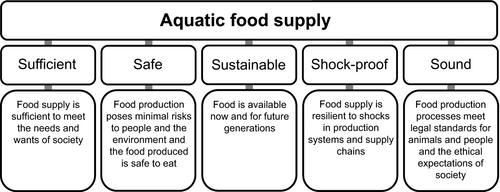 Aquatic food supply
Sufficient
Safe
Sustainable
Shock-proof
Sound
Food supply is
sufficient to meet
the needs and
wants of society
Food production
poses minimal risks
to people and the
environment and
the food produced
is safe to eat
Food is available
now and for future
generations
Food supply is
resilient to shocks
in production
systems and supply
chains
Food production
processes meet
legal standards for
animals and people
and the ethical
expectations of
society